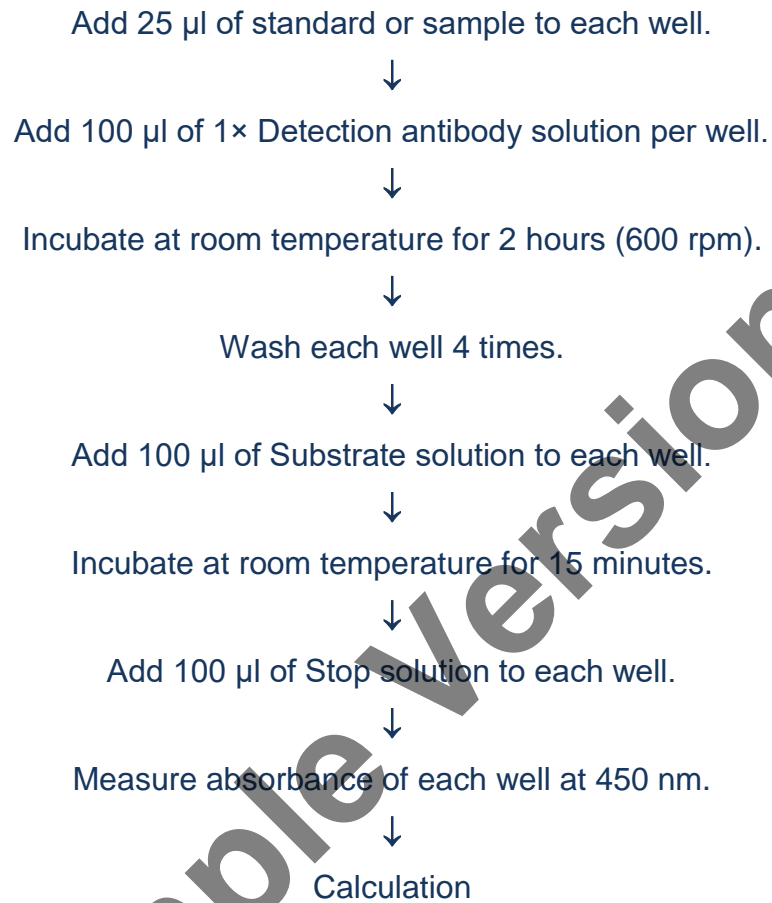 Add 25 µl of standard or sample to each well.
↓
Add 100 µl of 1× Detection antibody solution per well.
↓
Incubate at room temperature for 2 hours (600 rpm).
↓
Wash each well 4 times.
↓
Add 100 µl of Substrate solution to each well.
↓
Incubate at room temperature for 15 minutes.
↓
Add 100 µl of Stop solution to each well.
↓
Measure absorbance of each well at 450 nm.
↓
Calculation
ple Version